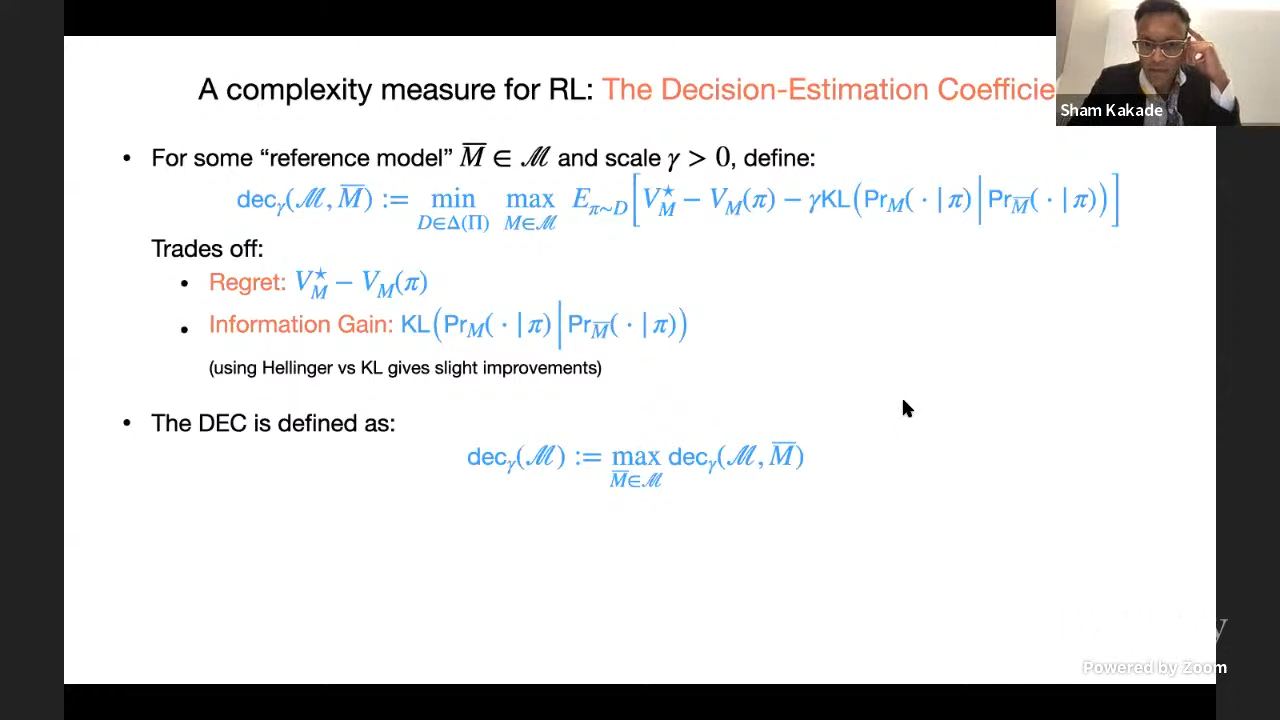 A complexity measure for RL: The Decision-Estimation Coefficie
Sham Kakade
• For some “reference model” M̅ ∈ ℳ and scale γ > 0, define:
dec_γ(ℳ, M̅) := min_{D∈Δ(Π)} max_{M∈ℳ} E_{π∼D}[V_M^⋆ − V_M(π) − γKL(Pr_M( · | π) | Pr_M̅( · | π))]
Trades off:
• Regret: V_M^⋆ − V_M(π)
• Information Gain: KL(Pr_M( · | π) | Pr_M̅( · | π))
(using Hellinger vs KL gives slight improvements)
• The DEC is defined as:
dec_γ(ℳ) := max_{M̅∈ℳ} dec_γ(ℳ, M̅)
Powered by Zoom